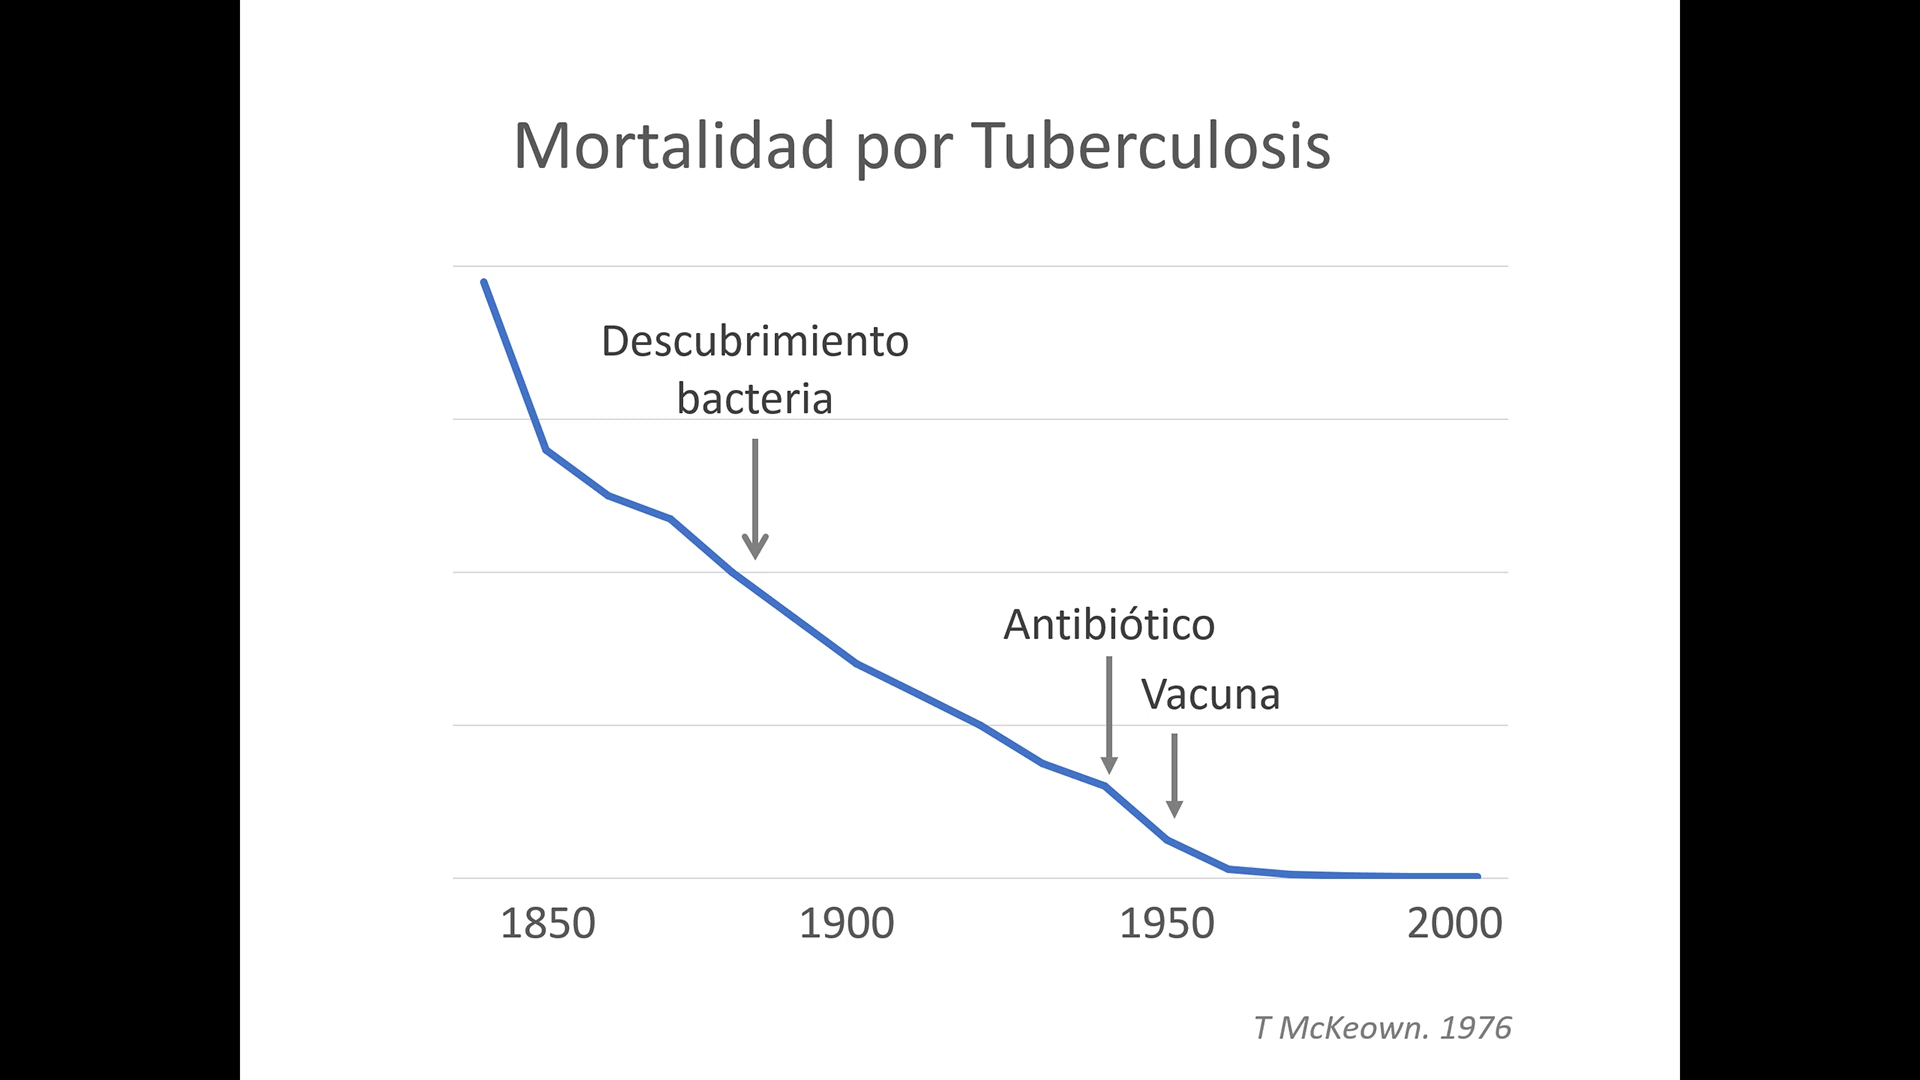 Mortalidad por Tuberculosis
Descubrimiento
bacteria
Antibiótico
Vacuna
1850 1900 1950 2000
T McKeown. 1976